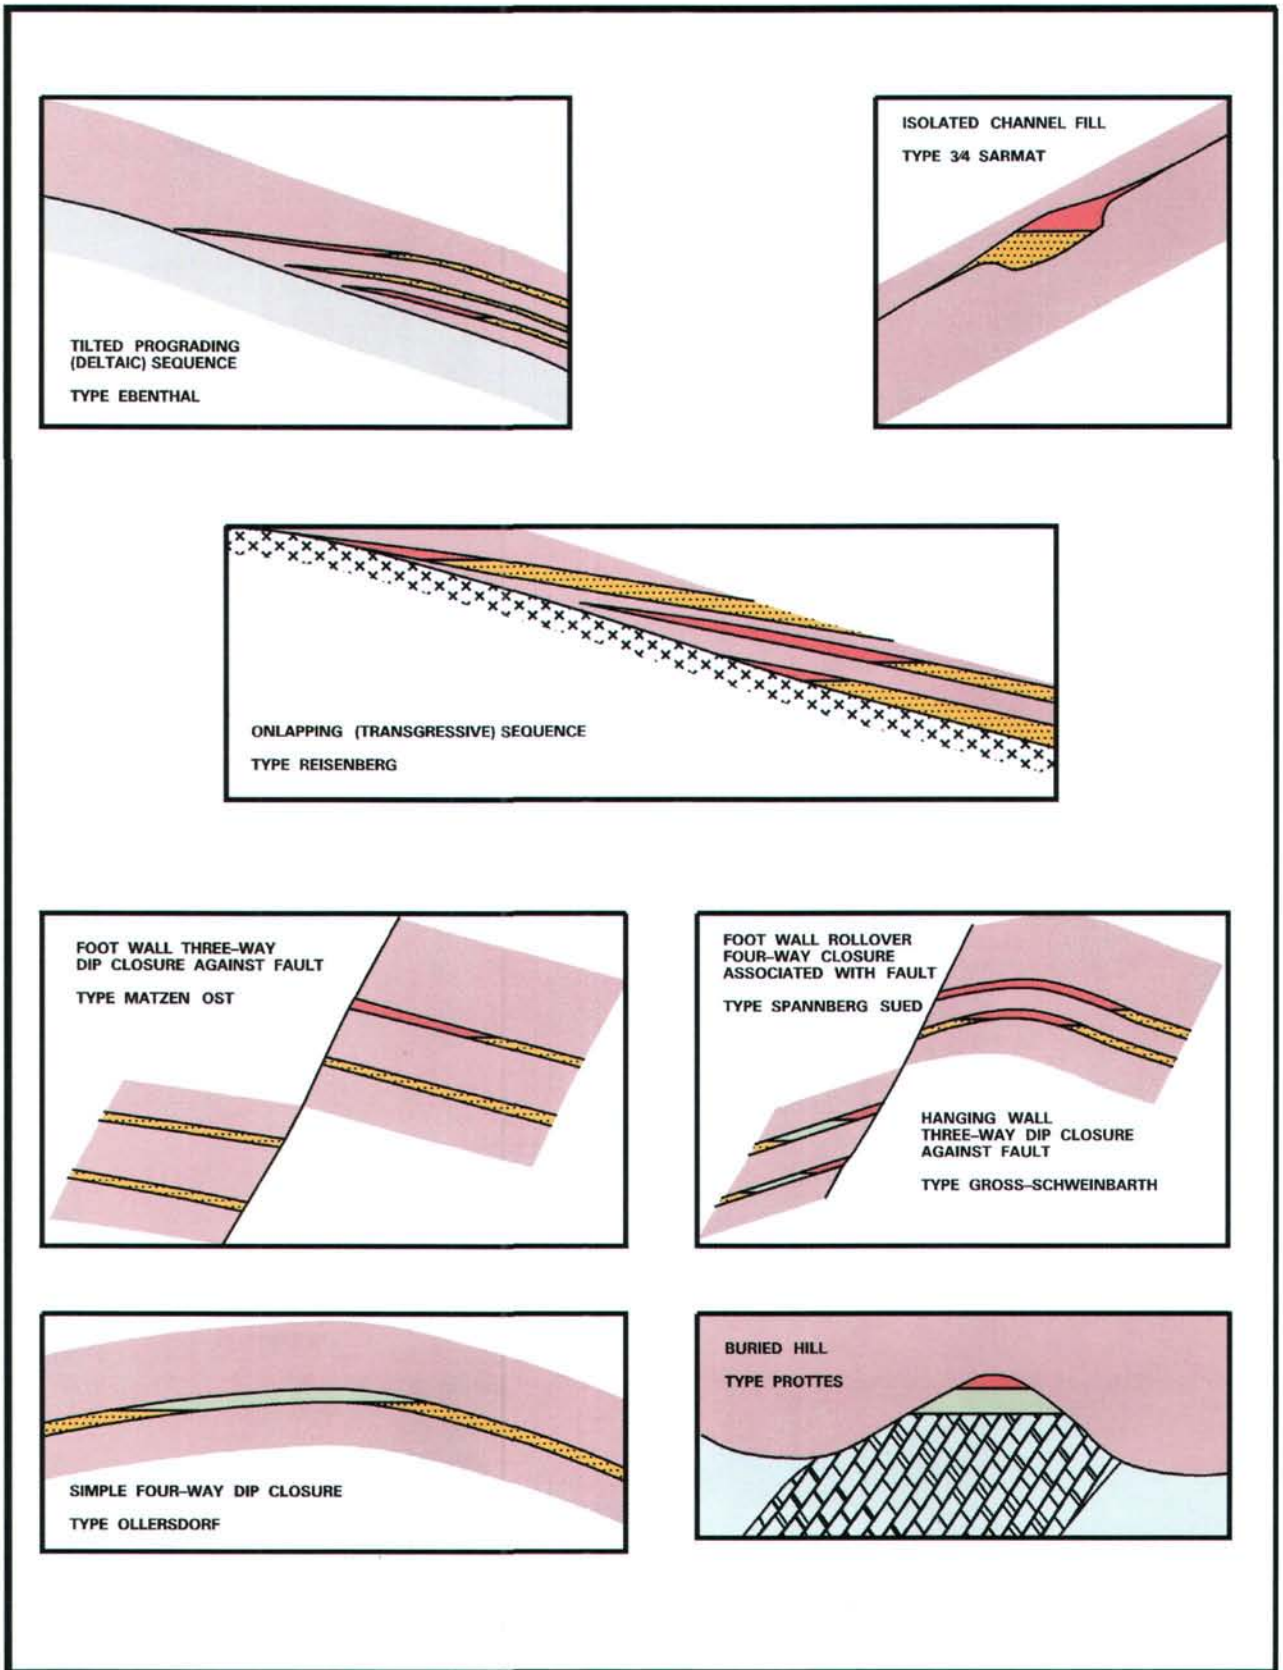 TILTED PROGRADING
(DELTAIC) SEQUENCE
TYPE EBENTHAL
ISOLATED CHANNEL FILL
TYPE 3/4 SARMAT
ONLAPPING (TRANSGRESSIVE) SEQUENCE
TYPE REISENBERG
FOOT WALL THREE-WAY
DIP CLOSURE AGAINST FAULT
TYPE MATZEN OST
FOOT WALL ROLLOVER
FOUR-WAY CLOSURE
ASSOCIATED WITH FAULT
TYPE SPANNBERG SUED
HANGING WALL
THREE-WAY DIP CLOSURE
AGAINST FAULT
TYPE GROSS-SCHWEINBARTH
SIMPLE FOUR-WAY DIP CLOSURE
TYPE OLLERSDORF
BURIED HILL
TYPE PROTTES